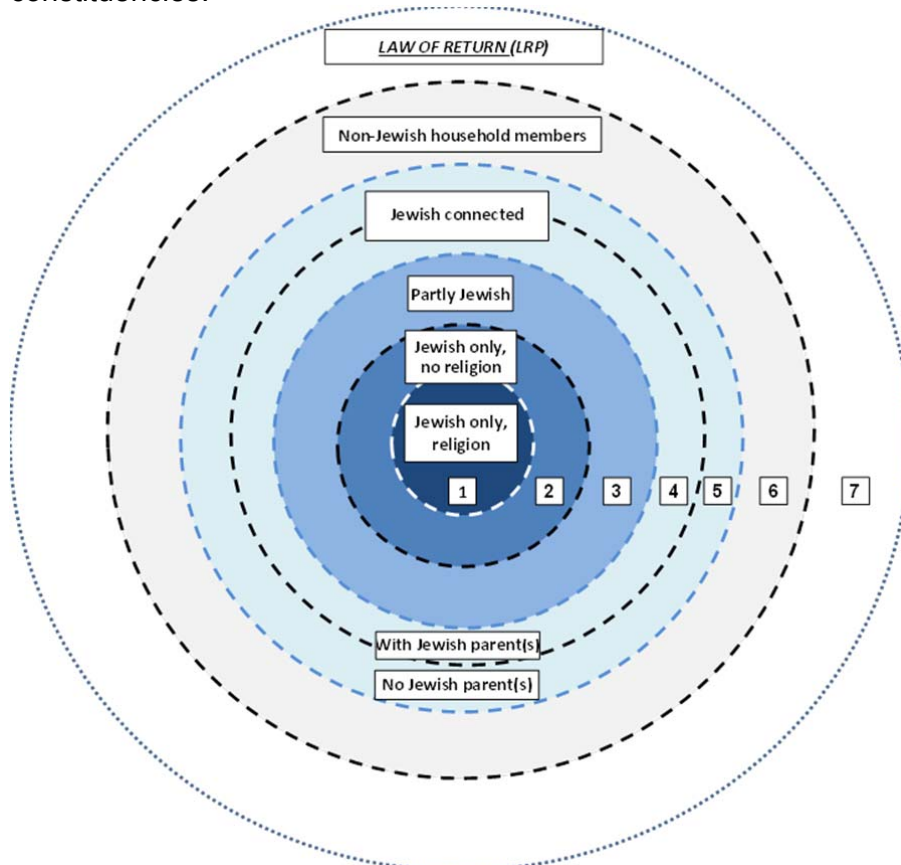 constituencies.
LAW OF RETURN (LRP)
Non-Jewish household members
Jewish connected
Partly Jewish
Jewish only,
no religion
Jewish only,
religion
1 2 3 4 5 6 7
With Jewish parent(s)
No Jewish parent(s)